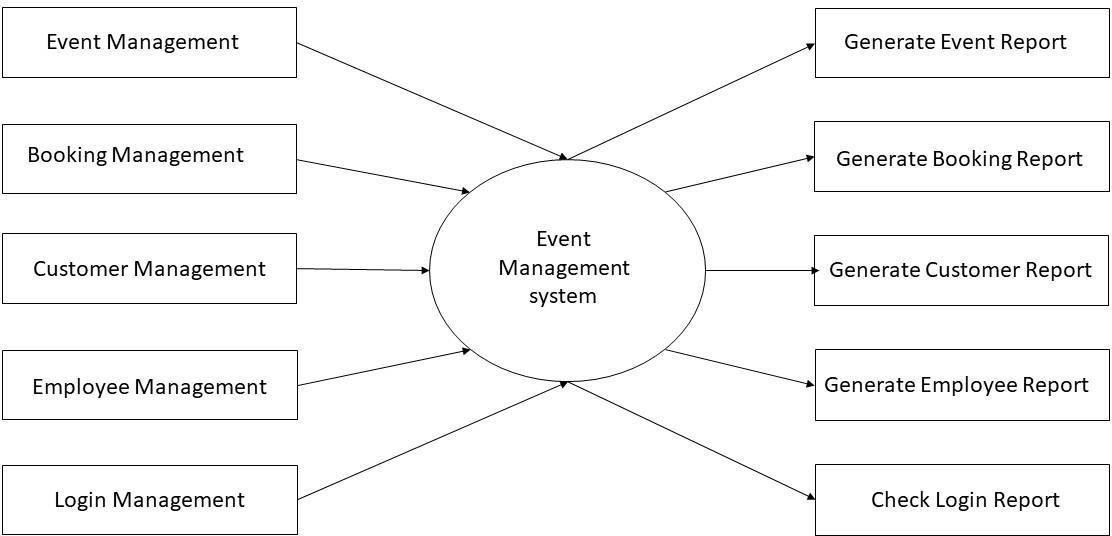 Event Management
Booking Management
Customer Management
Employee Management
Login Management
Event
Management
system
Generate Event Report
Generate Booking Report
Generate Customer Report
Generate Employee Report
Check Login Report